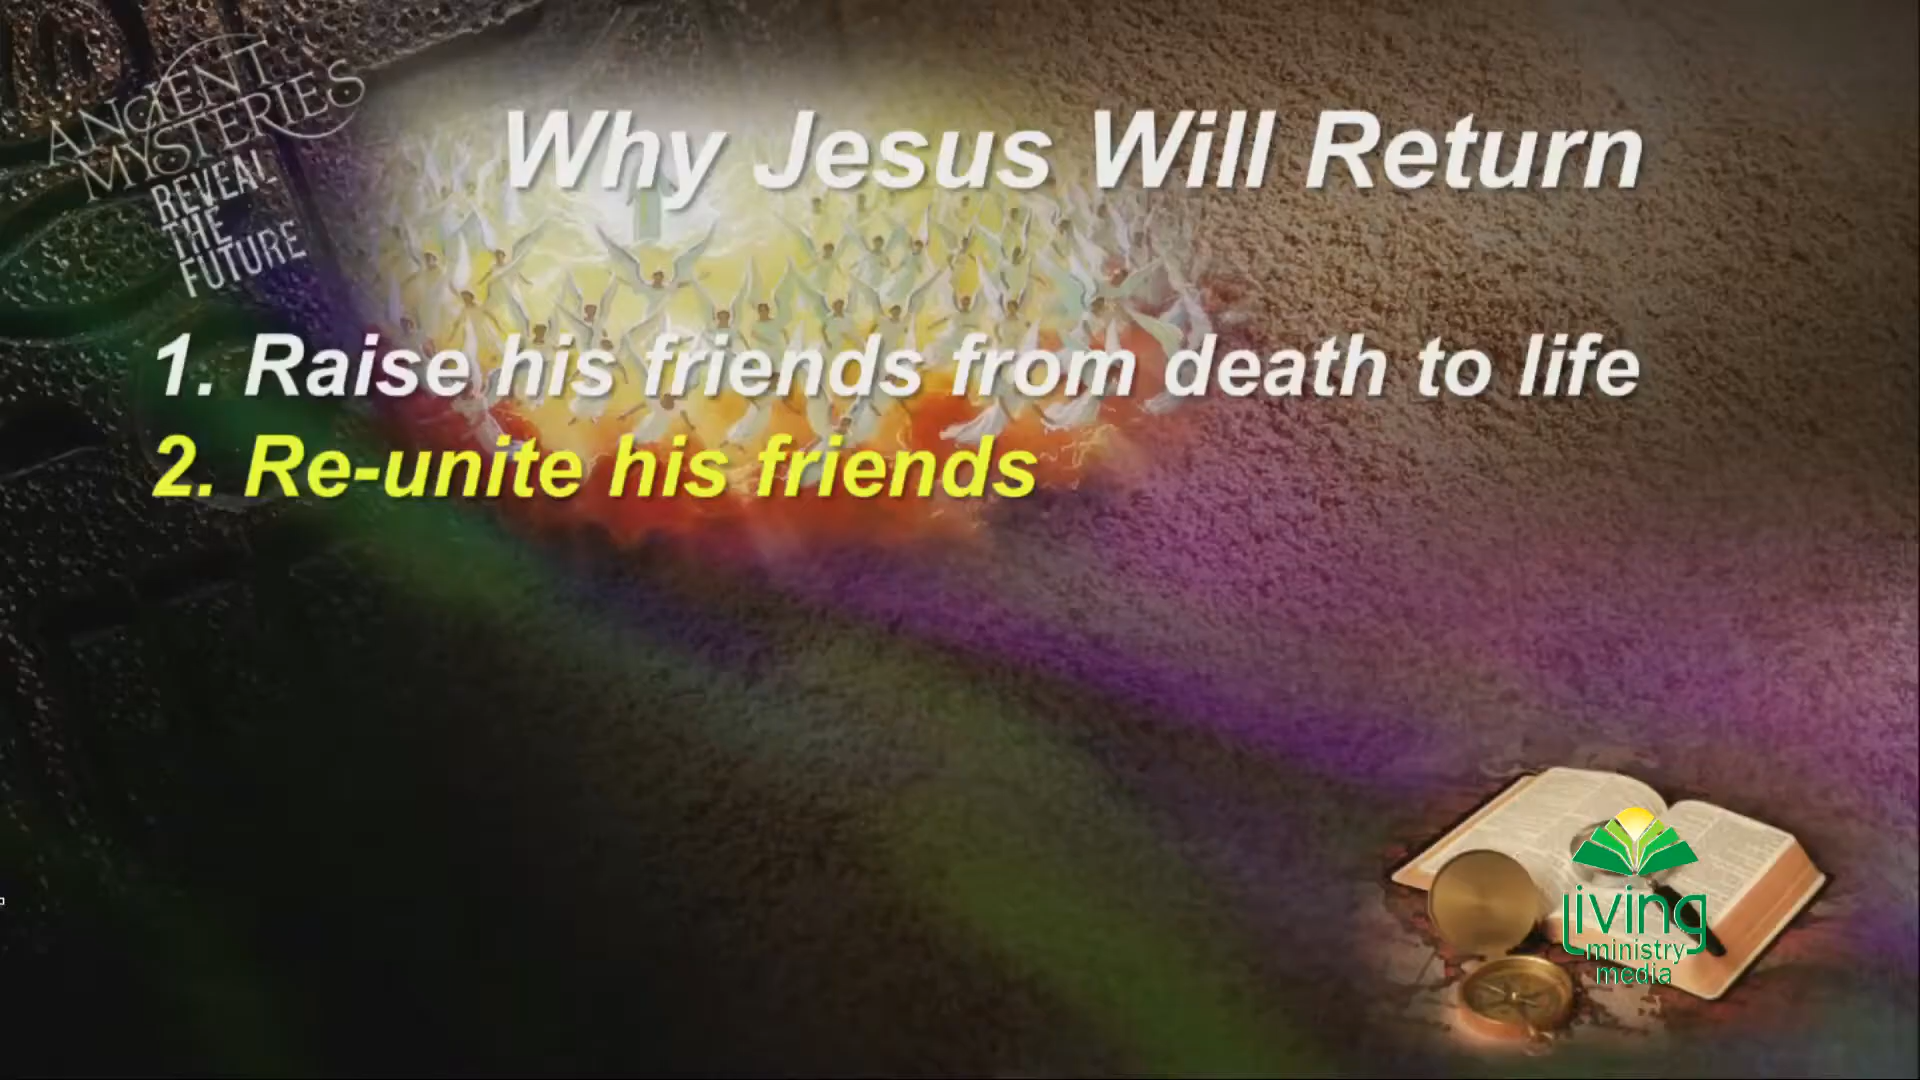 ANCIENT
MYSTERIES
REVEAL
THE
FUTURE
Why Jesus Will Return
1. Raise his friends from death to life
2. Re-unite his friends
living
ministry
media